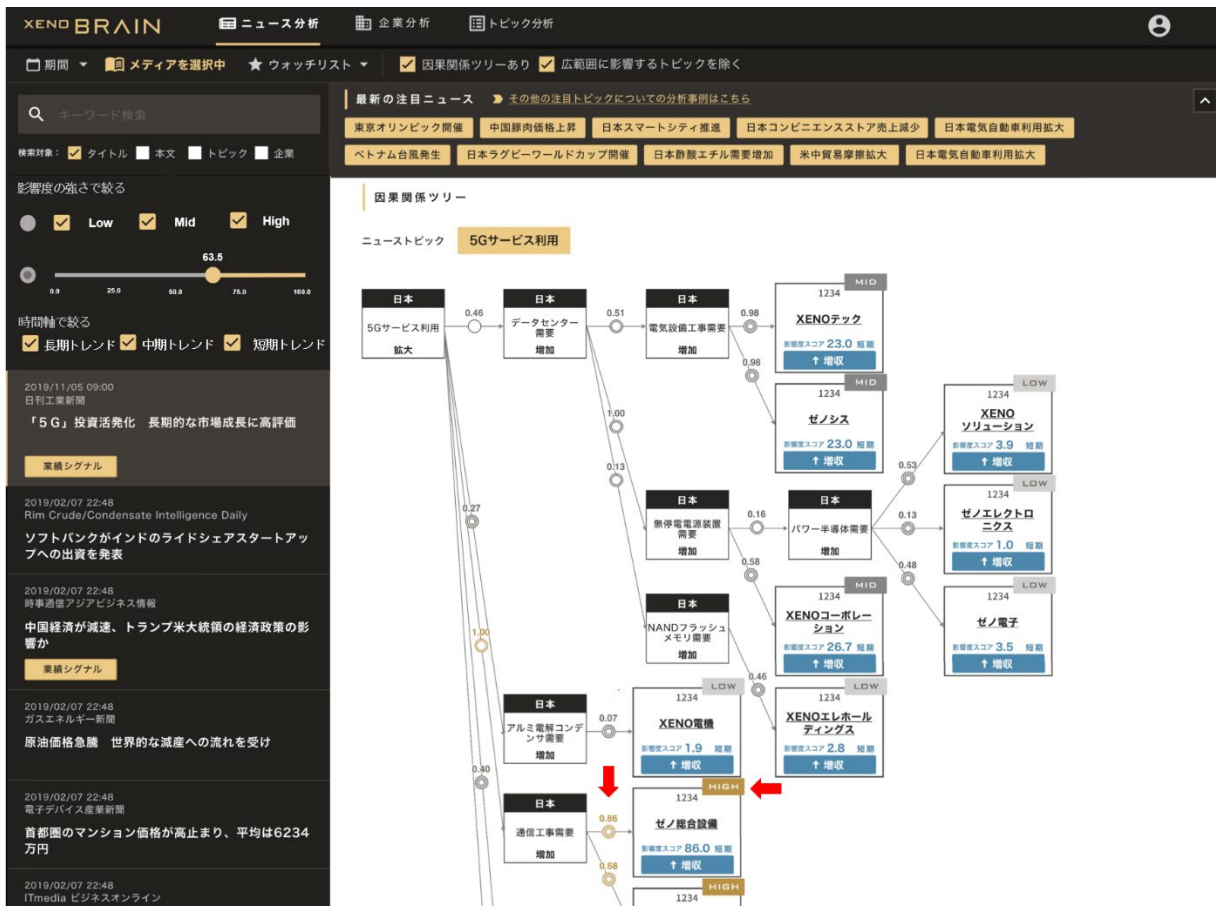 XENO BRAIN
ニュース分析
企業分析
トピック分析
期間
メディアを選択中
ウォッチリスト
因果関係ツリーあり
広範囲に影響するトピックを除く
キーワード検索
検索対象：
タイトル
本文
トピック
企業
影響度の強さで絞る
Low
Mid
High
63.5
0.0
25.0
50.0
75.0
100.0
時間軸で絞る
長期トレンド
中期トレンド
短期トレンド
2019/11/05 09:00
日刊工業新聞
「５Ｇ」投資活発化　長期的な市場成長に高評価
業績シグナル
2019/02/07 22:48
Rim Crude/Condensate Intelligence Daily
ソフトバンクがインドのライドシェアスタートアッ
プへの出資を発表
2019/02/07 22:48
時事通信アジアビジネス情報
中国経済が減速、トランプ米大統領の経済政策の影
響か
業績シグナル
2019/02/07 22:48
ガスエネルギー新聞
原油価格急騰　世界的な減産への流れを受け
2019/02/07 22:48
電子デバイス産業新聞
首都圏のマンション価格が高止まり、平均は6234
万円
2019/02/07 22:48
ITmedia ビジネスオンライン
最新の注目ニュース
その他の注目トピックについての分析事例はこちら
東京オリンピック開催
中国豚肉価格上昇
日本スマートシティ推進
日本コンビニエンスストア売上減少
日本電気自動車利用拡大
ベトナム台風発生
日本ラグビーワールドカップ開催
日本酢酸エチル需要増加
米中貿易摩擦拡大
日本電気自動車利用拡大
因果関係ツリー
ニューストピック
5Gサービス利用
日本
5Gサービス利用
拡大
0.46
日本
データセンター
需要
増加
0.51
日本
電気設備工事需要
増加
0.98
MID
1234
XENOテック
影響度スコア 23.0 短期
↑ 増収
0.98
MID
1234
ゼノシス
影響度スコア 23.0 短期
↑ 増収
1.00
0.13
日本
無停電電源装置
需要
増加
0.16
日本
パワー半導体需要
増加
0.53
LOW
1234
XENO
ソリューション
影響度スコア 3.9 短期
↑ 増収
0.13
LOW
1234
ゼノエレクトロ
ニクス
影響度スコア 1.0 短期
↑ 増収
0.48
LOW
1234
ゼノ電子
影響度スコア 3.5 短期
↑ 増収
0.58
MID
1234
XENOコーポレー
ション
影響度スコア 26.7 短期
↑ 増収
日本
NANDフラッシュ
メモリ需要
増加
0.46
LOW
1234
XENOエレホール
ディングス
影響度スコア 2.8 短期
↑ 増収
0.27
1.00
0.40
日本
アルミ電解コンデ
ンサ需要
増加
0.07
LOW
1234
XENO電機
影響度スコア 1.9 短期
↑ 増収
日本
通信工事需要
増加
0.86
HIGH
1234
ゼノ総合設備
影響度スコア 86.0 短期
↑ 増収
0.68
HIGH
1234